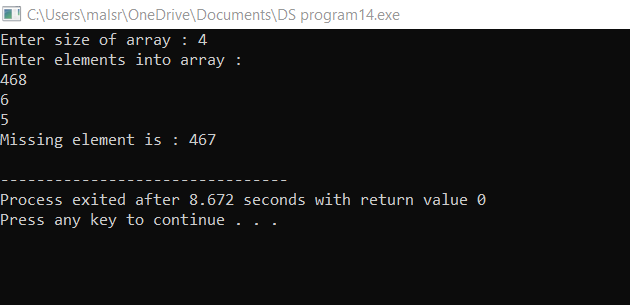 C:\Users\malsr\OneDrive\Documents\DS program14.exe
Enter size of array : 4
Enter elements into array :
468
6
5
Missing element is : 467
--------------------------------
Process exited after 8.672 seconds with return value 0
Press any key to continue . . .